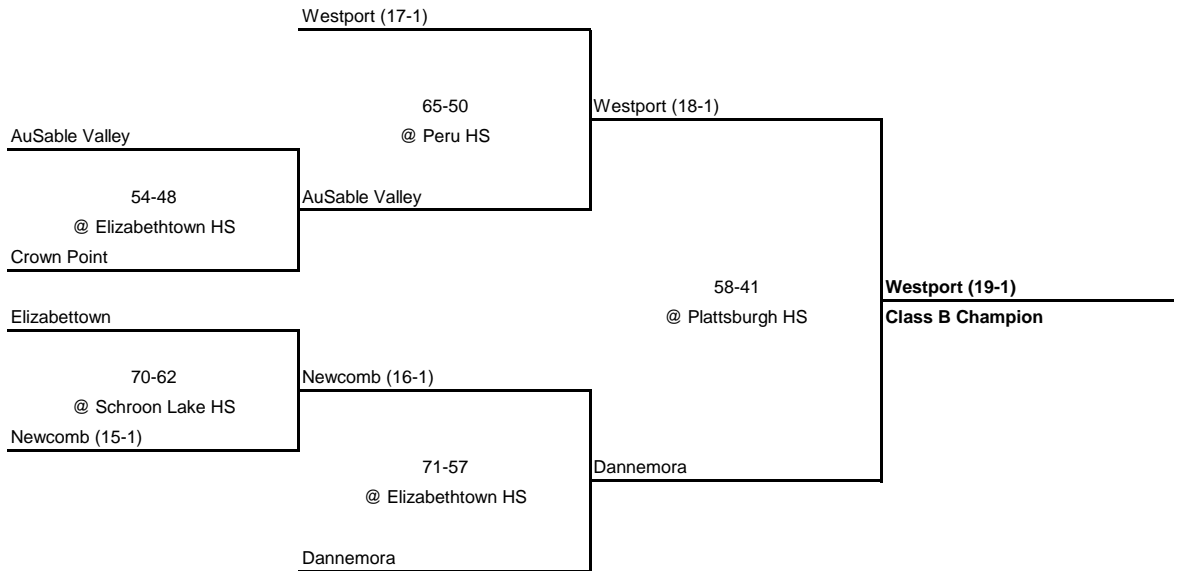 Westport (17-1)
65-50
@ Peru HS
Westport (18-1)
AuSable Valley
54-48
@ Elizabethtown HS
AuSable Valley
Crown Point
58-41
@ Plattsburgh HS
Westport (19-1)
Class B Champion
Elizabettown
70-62
@ Schroon Lake HS
Newcomb (16-1)
Newcomb (15-1)
71-57
@ Elizabethtown HS
Dannemora
Dannemora